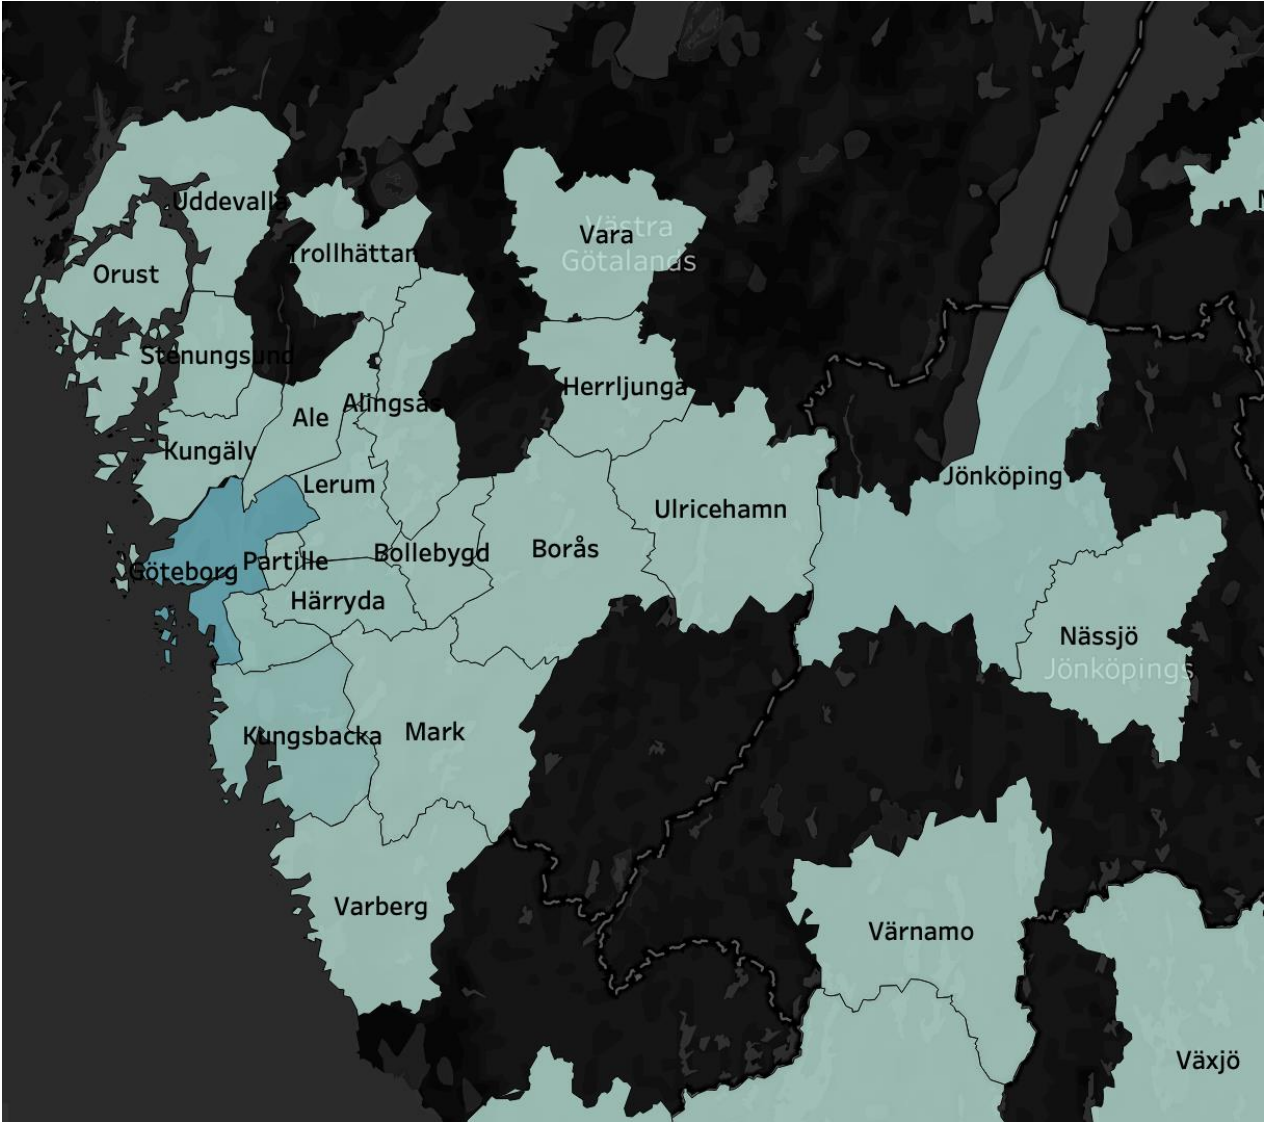 Uddevalla
Västra
Götalands
Vara
Trollhättan
Orust
Stenungsund
Herrljunga
Alingsås
Ale
Kungälv
Lerum
Jönköping
Ulricehamn
Borås
Bollebygd
Partille
Göteborg
Härryda
Nässjö
Jönköpings
Mark
Kungsbacka
Varberg
Värnamo
Växjö